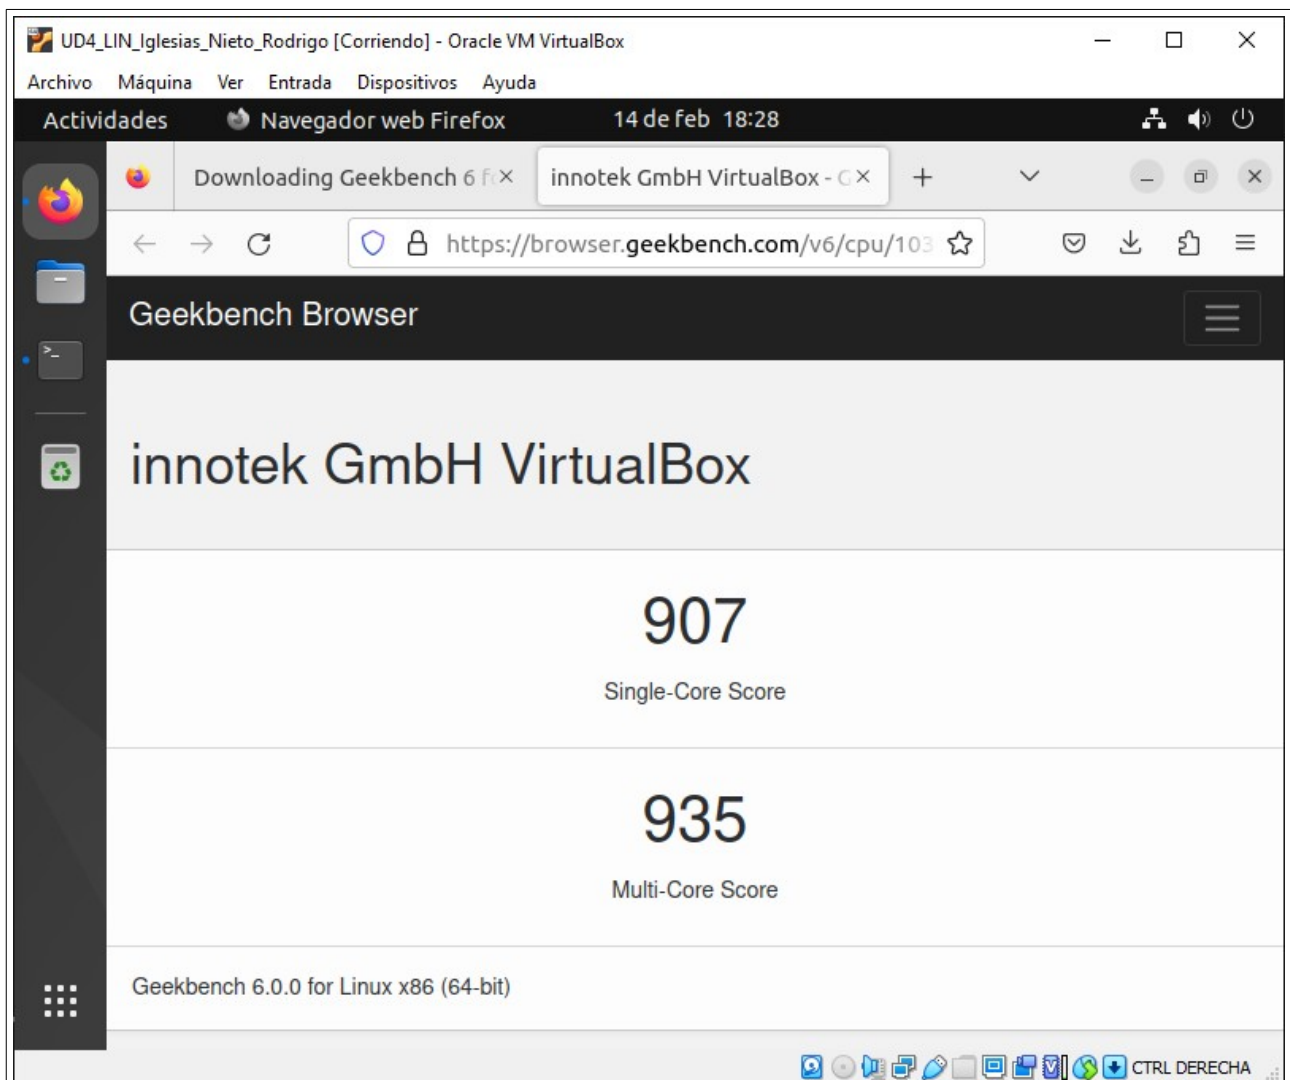 UD4_LIN_Iglesias_Nieto_Rodrigo [Corriendo] - Oracle VM VirtualBox
Archivo Máquina Ver Entrada Dispositivos Ayuda
Actividades Navegador web Firefox 14 de feb 18:28
Downloading Geekbench 6 fo innotek GmbH VirtualBox - G
https://browser.geekbench.com/v6/cpu/103
Geekbench Browser
innotek GmbH VirtualBox
907
Single-Core Score
935
Multi-Core Score
Geekbench 6.0.0 for Linux x86 (64-bit)
CTRL DERECHA